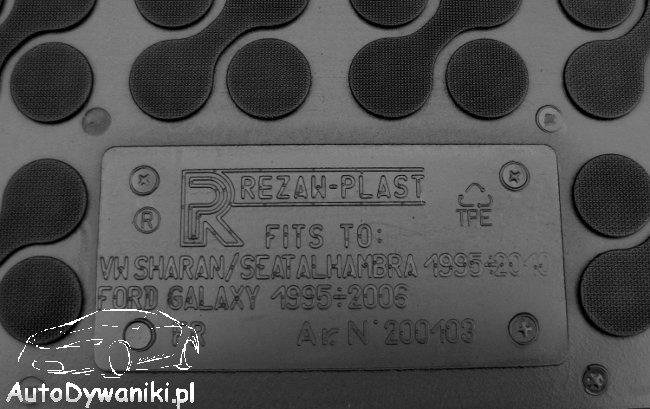 R REZAW-PLAST
®
TPE
FITS TO:
VW SHARAN/SEAT ALHAMBRA 1995÷2010
FORD GALAXY 1995÷2006
Ar. N° 200103
AutoDywaniki.pl